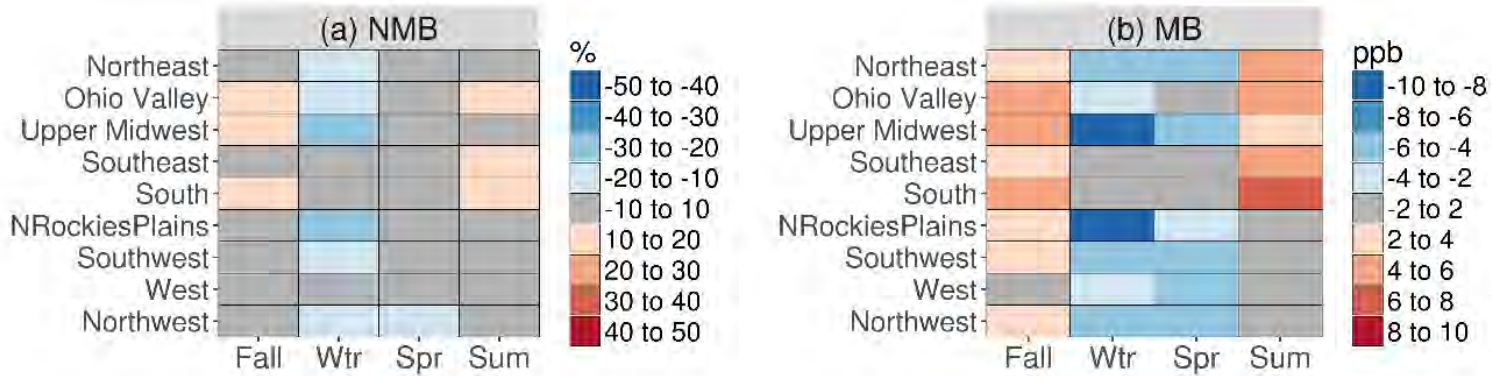 (a) NMB
Northeast
Ohio Valley
Upper Midwest
Southeast
South
NRockiesPlains
Southwest
West
Northwest
Fall Wtr Spr Sum
%
-50 to -40
-40 to -30
-30 to -20
-20 to -10
-10 to 10
10 to 20
20 to 30
30 to 40
40 to 50
(b) MB
Northeast
Ohio Valley
Upper Midwest
Southeast
South
NRockiesPlains
Southwest
West
Northwest
Fall Wtr Spr Sum
ppb
-10 to -8
-8 to -6
-6 to -4
-4 to -2
-2 to 2
2 to 4
4 to 6
6 to 8
8 to 10